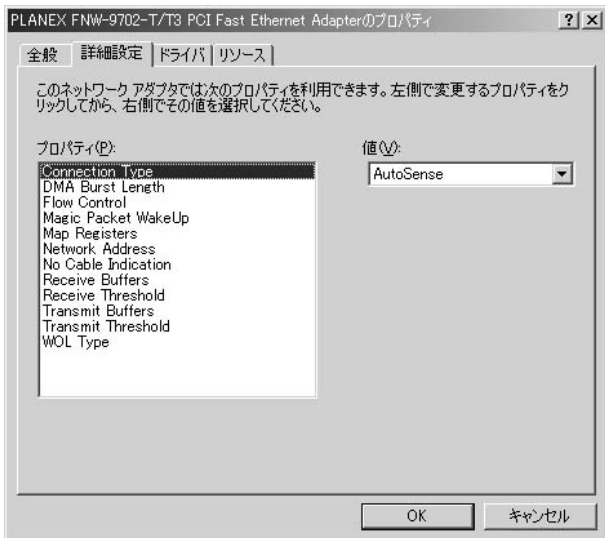 PLANEX FNW-9702-T/T3 PCI Fast Ethernet Adapterのプロパティ
全般
詳細設定
ドライバ
リソース
このネットワーク アダプタでは次のプロパティを利用できます。左側で変更するプロパティをク
リックしてから、右側でその値を選択してください。
プロパティ(P):
値(V):
Connection Type
AutoSense
DMA Burst Length
Flow Control
Magic Packet WakeUp
Map Registers
Network Address
No Cable Indication
Receive Buffers
Receive Threshold
Transmit Buffers
Transmit Threshold
WOL Type
OK
キャンセル